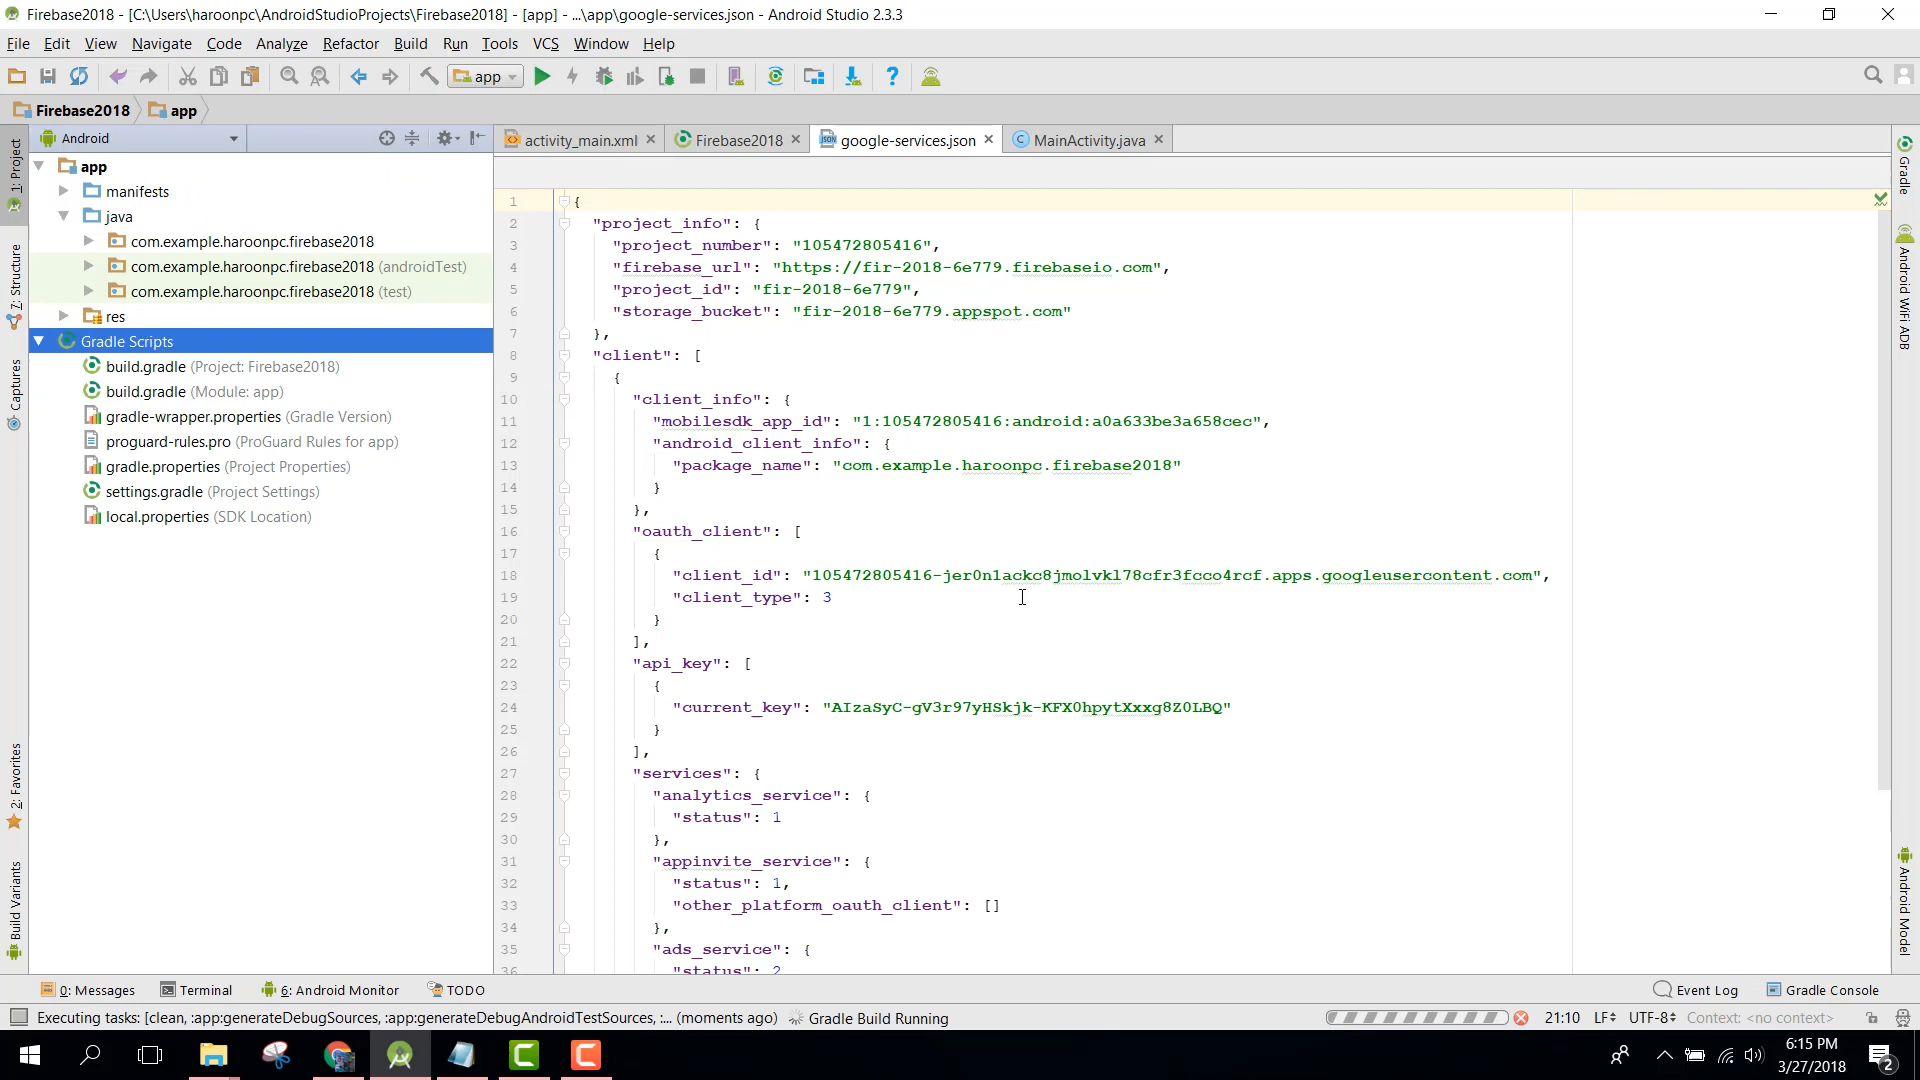 Firebase2018 - [C:\Users\haroonpc\AndroidStudioProjects\Firebase2018] - [app] - ...\app\google-services.json - Android Studio 2.3.3
File Edit View Navigate Code Analyze Refactor Build Run Tools VCS Window Help
app
Firebase2018 app
Android
activity_main.xml Firebase2018 google-services.json MainActivity.java
1: Project
7: Structure
Captures
2: Favorites
Build Variants
app
manifests
java
com.example.haroonpc.firebase2018
com.example.haroonpc.firebase2018 (androidTest)
com.example.haroonpc.firebase2018 (test)
res
Gradle Scripts
build.gradle (Project: Firebase2018)
build.gradle (Module: app)
gradle-wrapper.properties (Gradle Version)
proguard-rules.pro (ProGuard Rules for app)
gradle.properties (Project Properties)
settings.gradle (Project Settings)
local.properties (SDK Location)
1 {
2 "project_info": {
3 "project_number": "105472805416",
4 "firebase_url": "https://fir-2018-6e779.firebaseio.com",
5 "project_id": "fir-2018-6e779",
6 "storage_bucket": "fir-2018-6e779.appspot.com"
7 },
8 "client": [
9 {
10 "client_info": {
11 "mobilesdk_app_id": "1:105472805416:android:a0a633be3a658cec",
12 "android_client_info": {
13 "package_name": "com.example.haroonpc.firebase2018"
14 }
15 },
16 "oauth_client": [
17 {
18 "client_id": "105472805416-jer0n1ackc8jmolvkl78cfr3fcco4rcf.apps.googleusercontent.com",
19 "client_type": 3
20 }
21 ],
22 "api_key": [
23 {
24 "current_key": "AIzaSyC-gV3r97yHSkjk-KFX0hpytXxxg8Z0LBQ"
25 }
26 ],
27 "services": {
28 "analytics_service": {
29 "status": 1
30 },
31 "appinvite_service": {
32 "status": 1,
33 "other_platform_oauth_client": []
34 },
35 "ads_service": {
36 "status": 2
Gradle
Android WiFi ADB
Android Model
0: Messages Terminal 6: Android Monitor TODO Event Log Gradle Console
Executing tasks: [clean, :app:generateDebugSources, :app:generateDebugAndroidTestSources, :... (moments ago) Gradle Build Running 21:10 LF UTF-8 Context: <no context>
6:15 PM
3/27/2018
2